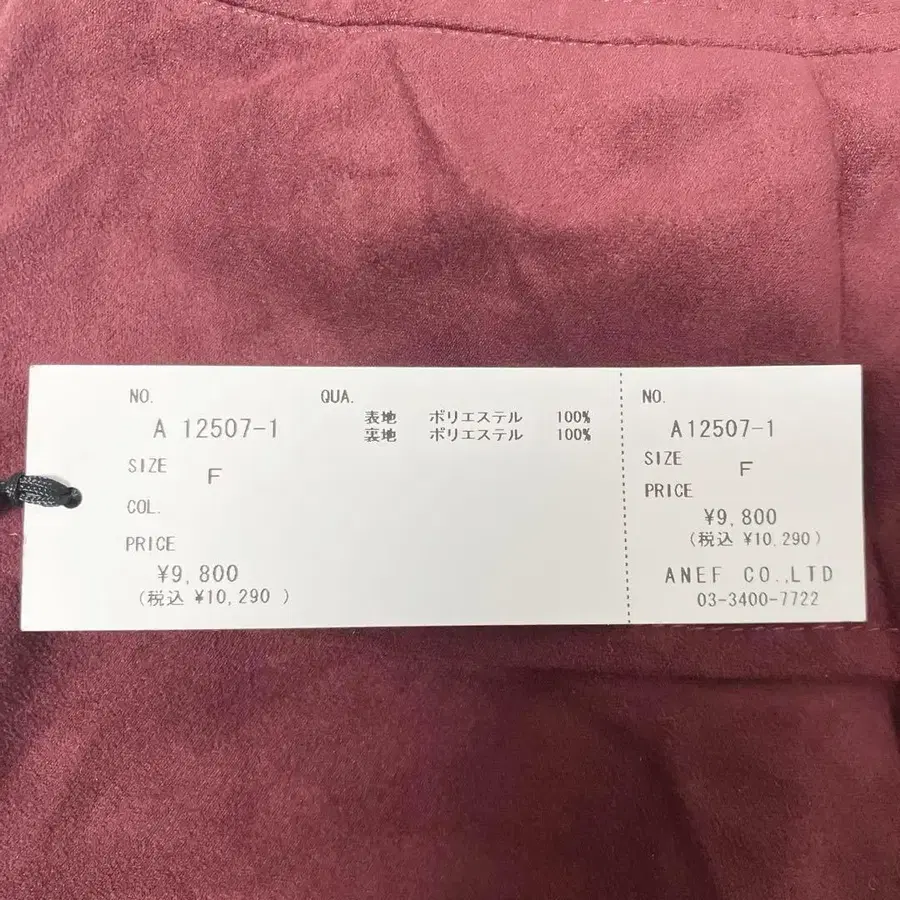 NO.
A 12507-1
SIZE F
COL.
PRICE
¥9,800
(税込 ¥10,290 )
QUA.
表地 ポリエステル 100%
裏地 ポリエステル 100%
NO.
A12507-1
SIZE F
PRICE
¥9,800
(税込 ¥10,290)
ANEF CO.,LTD
03-3400-7722